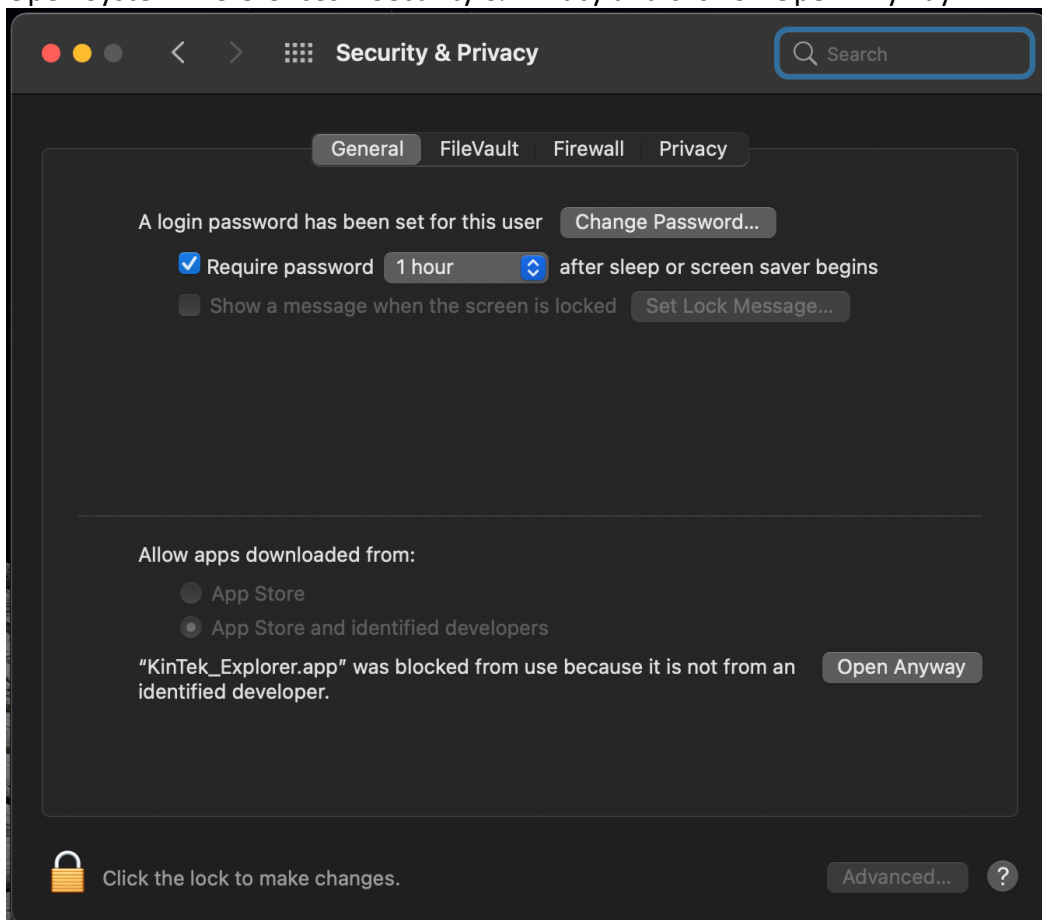 Security & Privacy
Search
General FileVault Firewall Privacy
A login password has been set for this user Change Password...
Require password 1 hour after sleep or screen saver begins
Show a message when the screen is locked Set Lock Message...
Allow apps downloaded from:
App Store
App Store and identified developers
“KinTek_Explorer.app” was blocked from use because it is not from an Open Anyway
identified developer.
Click the lock to make changes. Advanced... ?